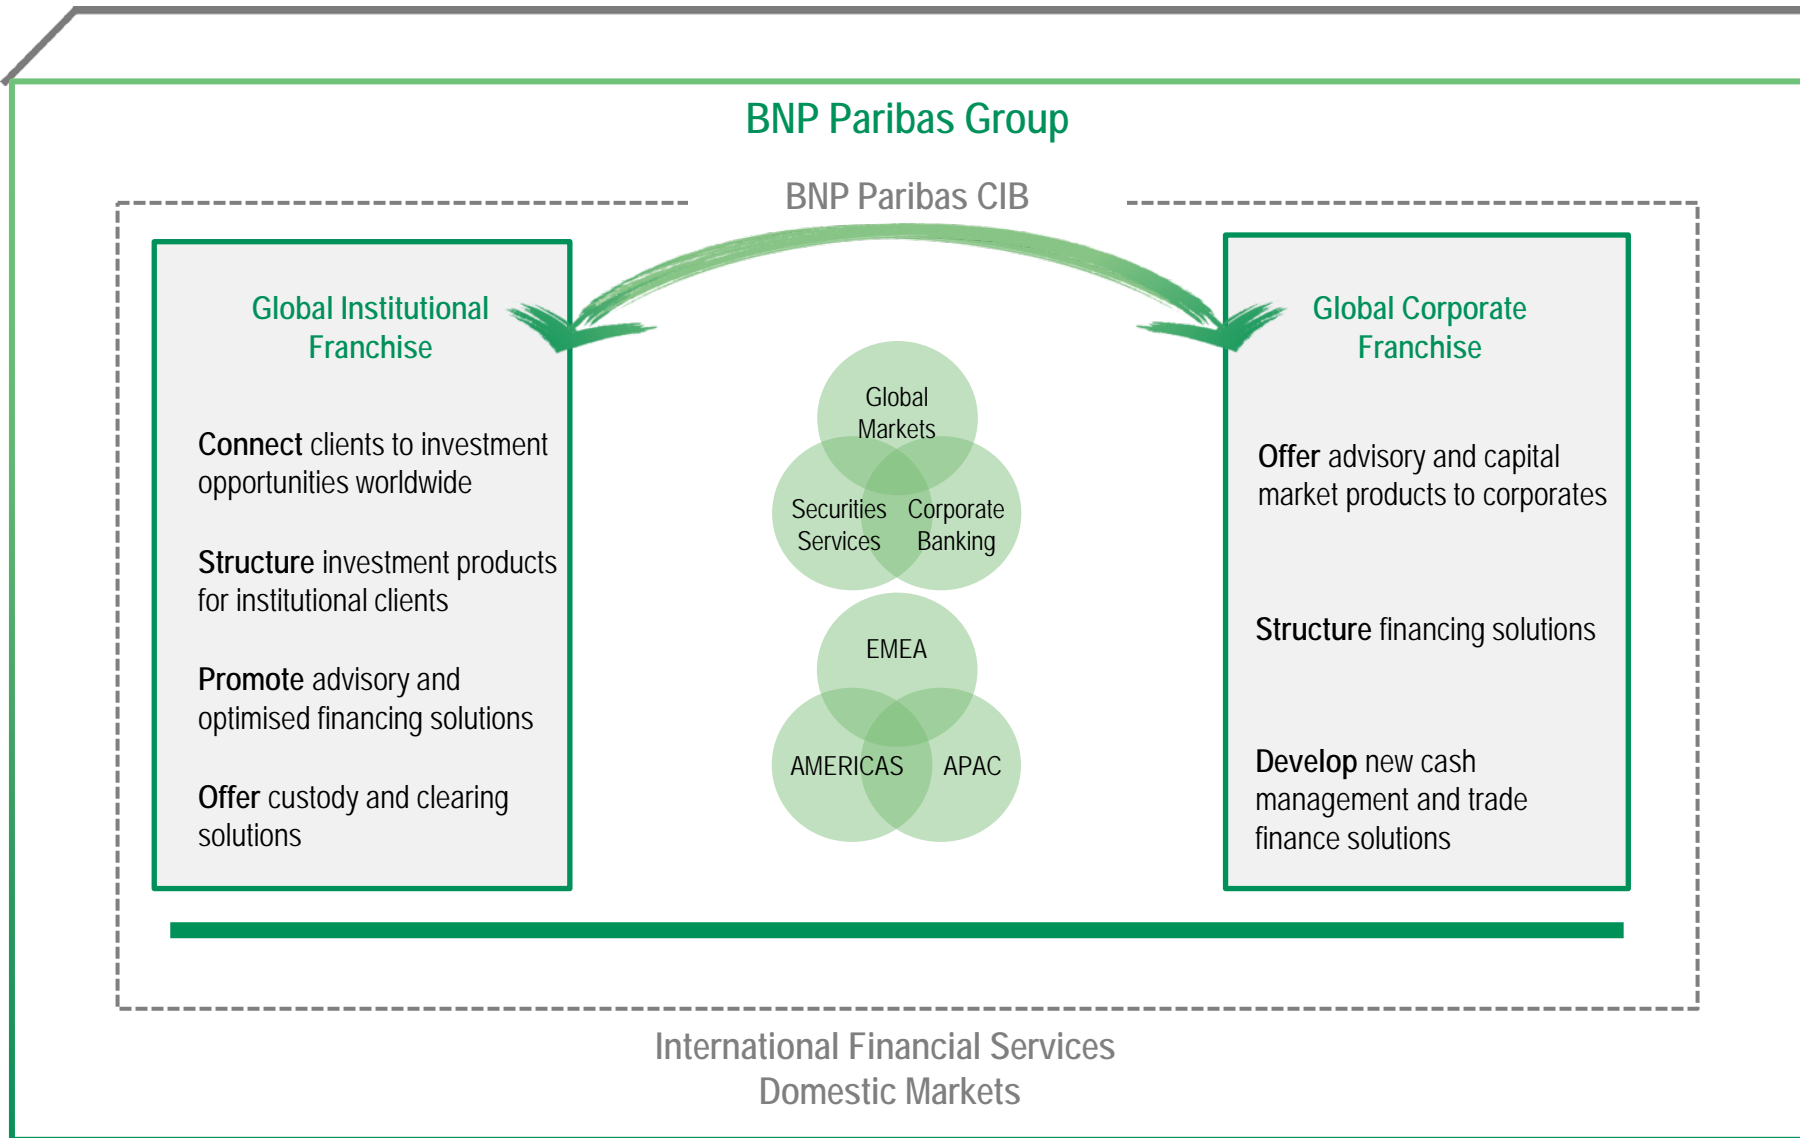 BNP Paribas Group
BNP Paribas CIB
Global Institutional
Franchise
Connect clients to investment
opportunities worldwide
Structure investment products
for institutional clients
Promote advisory and
optimised financing solutions
Offer custody and clearing
solutions
Global
Markets
Securities
Services
Corporate
Banking
EMEA
AMERICAS
APAC
Global Corporate
Franchise
Offer advisory and capital
market products to corporates
Structure financing solutions
Develop new cash
management and trade
finance solutions
International Financial Services
Domestic Markets